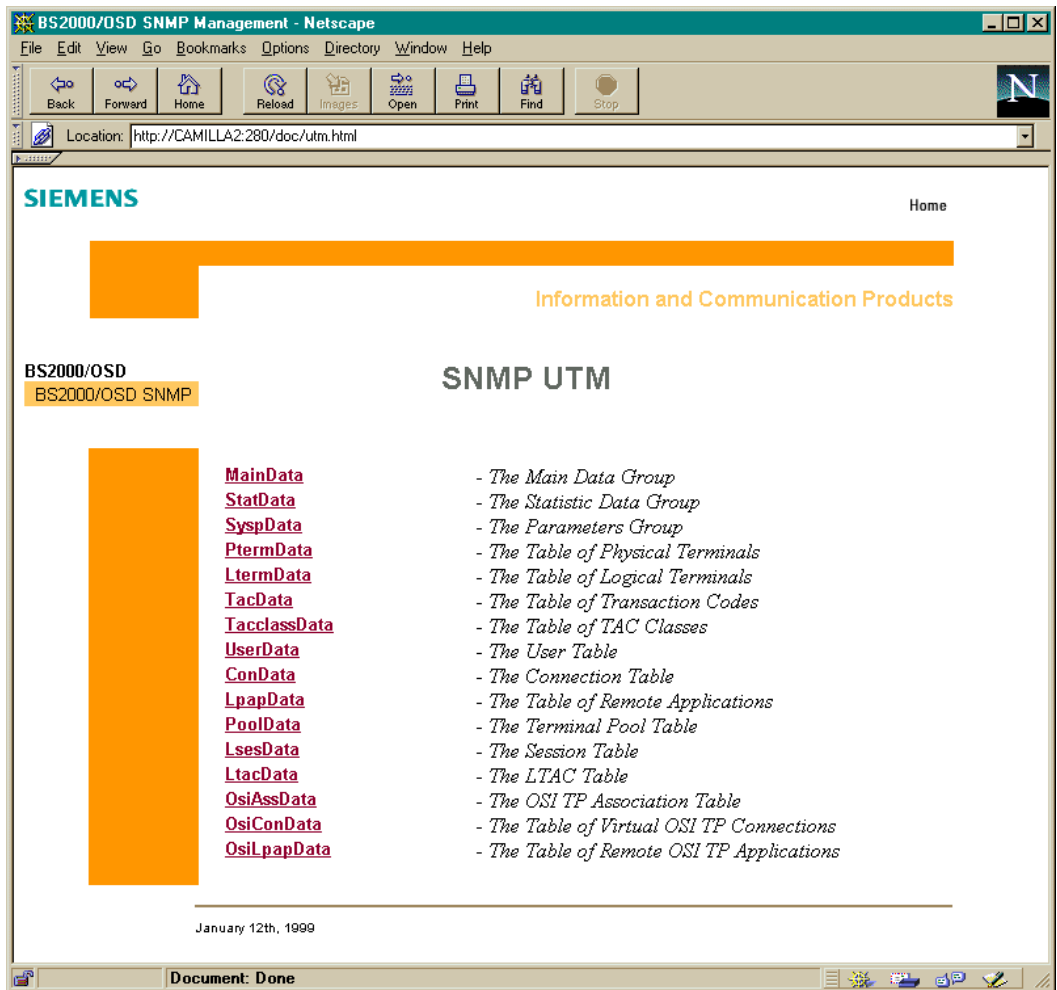 BS2000/OSD SNMP Management - Netscape
File Edit View Go Bookmarks Options Directory Window Help
Back Forward Home Reload Images Open Print Find Stop
N
Location: http://CAMILLA2:280/doc/utm.html
SIEMENS
Home
Information and Communication Products
BS2000/OSD
BS2000/OSD SNMP
SNMP UTM
MainData - The Main Data Group
StatData - The Statistic Data Group
SyspData - The Parameters Group
PtermData - The Table of Physical Terminals
LtermData - The Table of Logical Terminals
TacData - The Table of Transaction Codes
TacclassData - The Table of TAC Classes
UserData - The User Table
ConData - The Connection Table
LpapData - The Table of Remote Applications
PoolData - The Terminal Pool Table
LsesData - The Session Table
LtacData - The LTAC Table
OsiAssData - The OSI TP Association Table
OsiConData - The Table of Virtual OSI TP Connections
OsiLpapData - The Table of Remote OSI TP Applications
January 12th, 1999
Document: Done